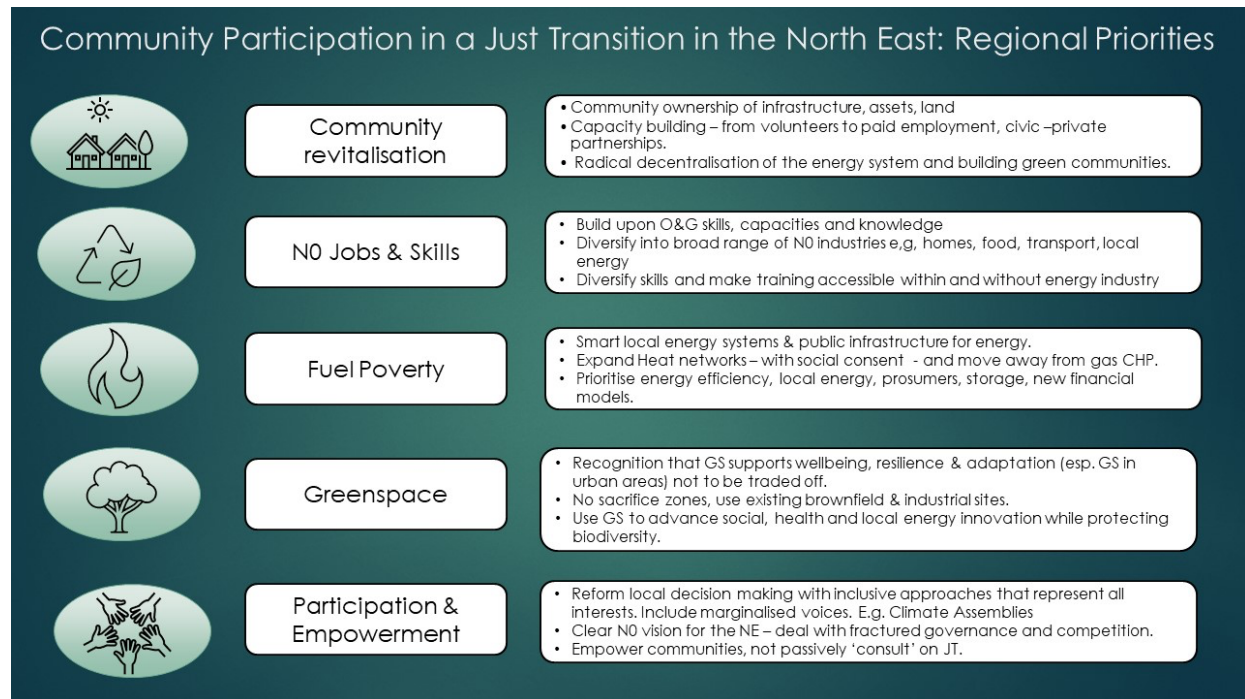 Community Participation in a Just Transition in the North East: Regional Priorities
Community
revitalisation
• Community ownership of infrastructure, assets, land
• Capacity building – from volunteers to paid employment, civic –private
partnerships.
• Radical decentralisation of the energy system and building green communities.
N0 Jobs & Skills
• Build upon O&G skills, capacities and knowledge
• Diversify into broad range of N0 industries e,g, homes, food, transport, local
energy
• Diversify skills and make training accessible within and without energy industry
Fuel Poverty
• Smart local energy systems & public infrastructure for energy.
• Expand Heat networks – with social consent - and move away from gas CHP.
• Prioritise energy efficiency, local energy, prosumers, storage, new financial
models.
Greenspace
• Recognition that GS supports wellbeing, resilience & adaptation (esp. GS in
urban areas) not to be traded off.
• No sacrifice zones, use existing brownfield & industrial sites.
• Use GS to advance social, health and local energy innovation while protecting
biodiversity.
Participation &
Empowerment
• Reform local decision making with inclusive approaches that represent all
interests. Include marginalised voices. E.g. Climate Assemblies
• Clear N0 vision for the NE – deal with fractured governance and competition.
• Empower communities, not passively ‘consult’ on JT.